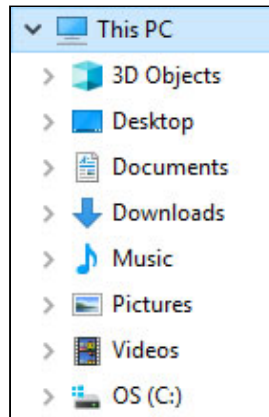 This PC
3D Objects
Desktop
Documents
Downloads
Music
Pictures
Videos
OS (C:)